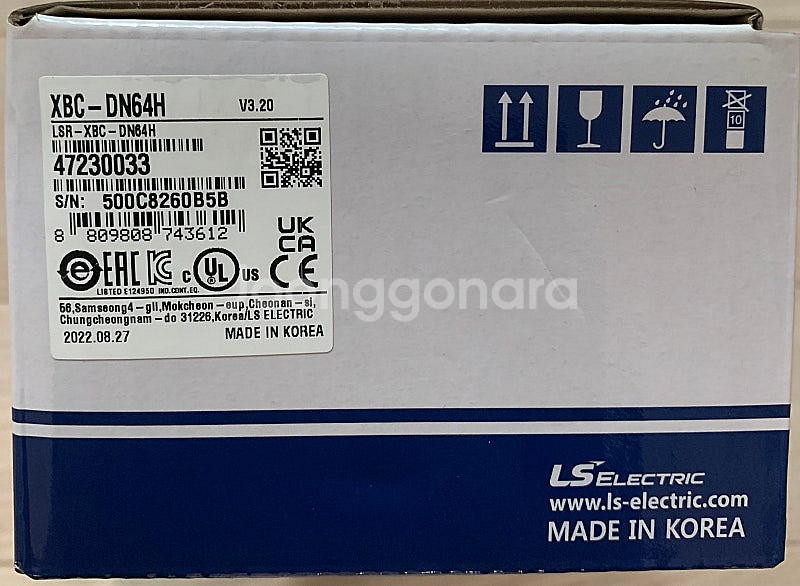 XBC-DN64H V3.20
LSR-XBC-DN64H
47230033
S/N: 500C8260B5B
8 809808 743612
UK
CA
EAC
c UL US CE
LISTED E124950 IND.CONT.EQ.
56,Samseong4-gil,Mokcheon-eup,Cheonan-si,
Chungcheongnam-do 31226,Korea/LS ELECTRIC
2022.08.27 MADE IN KOREA
10
joonggonara
LS ELECTRIC
www.ls-electric.com
MADE IN KOREA